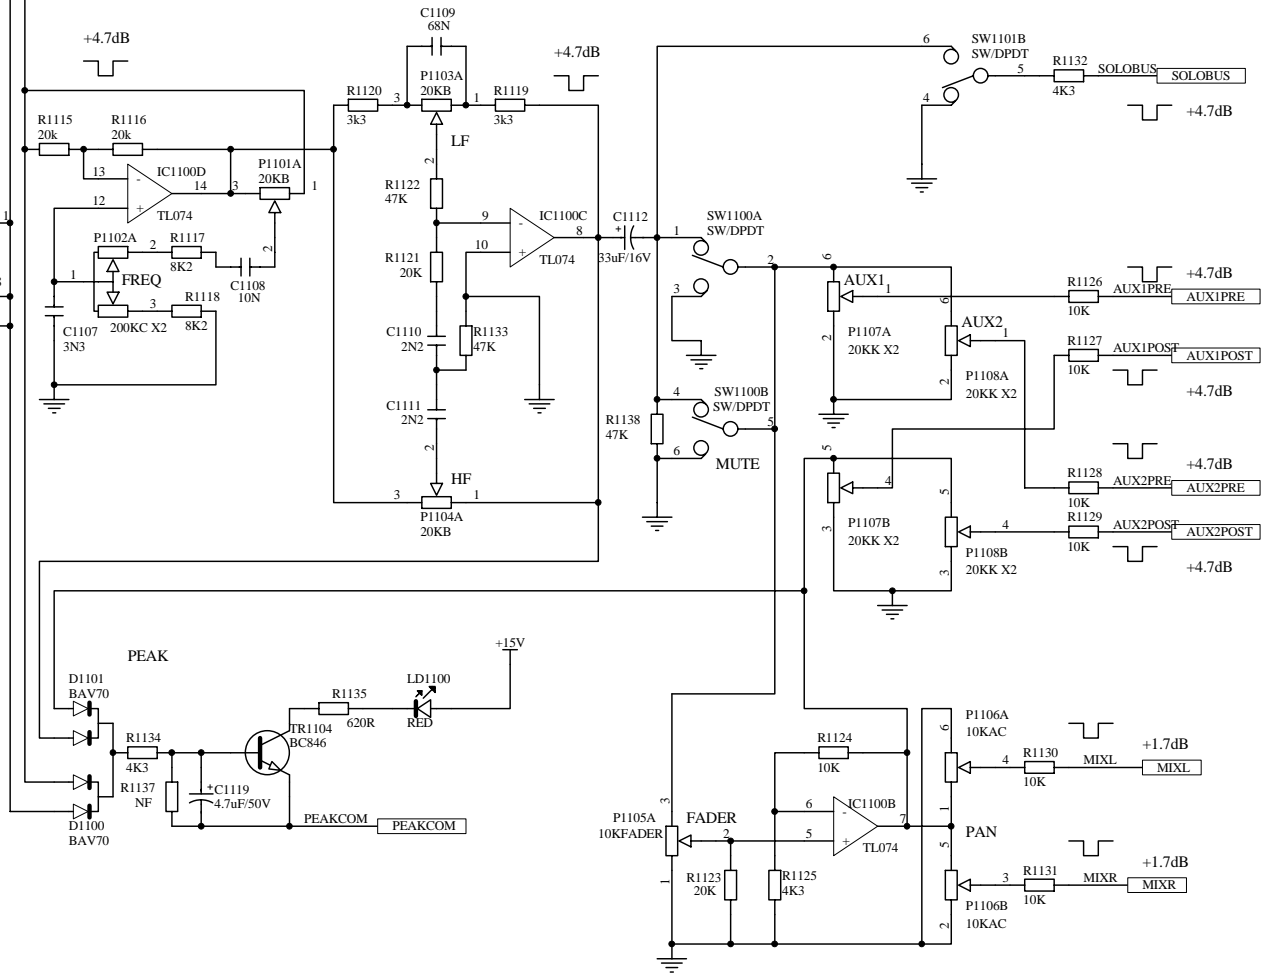 C1109
68N
+4.7dB
+4.7dB
6
SW1101B
SW/DPDT
R1132
4K3
5
SOLOBUS
SOLOBUS
4
+4.7dB
R1120
3k3
3
P1103A
20KB
1
R1119
3k3
LF
2
R1115
20k
R1116
20k
13
-
IC1100D
14
12
+
TL074
3
P1101A
20KB
1
2
1
R1122
47K
9
-
IC1100C
8
10
+
TL074
C1112
+
33uF/16V
SW1100A
SW/DPDT
1
3
2
P1102A
2
R1117
8K2
1
FREQ
C1108
10N
3
R1118
8K2
200KC X2
C1107
3N3
R1121
20K
C1110
2N2
R1133
47K
C1111
2N2
2
HF
3
1
P1104A
20KB
6
AUX1
1
R1126
10K
AUX1PRE
AUX1PRE
+4.7dB
P1107A
20KK X2
2
6
AUX2
1
P1108A
20KK X2
2
R1127
10K
AUX1POST
AUX1POST
+4.7dB
SW1100B
SW/DPDT
4
5
6
R1138
47K
MUTE
5
4
P1107B
20KK X2
3
5
4
P1108B
20KK X2
3
R1128
10K
AUX2PRE
AUX2PRE
+4.7dB
R1129
10K
AUX2POST
AUX2POST
+4.7dB
PEAK
+15V
D1101
BAV70
R1135
620R
LD1100
RED
TR1104
BC846
R1134
4K3
R1137
NF
+
C1119
4.7uF/50V
D1100
BAV70
PEAKCOM
PEAKCOM
R1124
10K
P1106A
10KAC
6
4
R1130
10K
MIXL
+1.7dB
MIXL
1
3
P1105A
10KFADER
FADER
2
1
6
-
IC1100B
7
5
+
TL074
PAN
5
R1123
20K
R1125
4K3
3
R1131
10K
MIXR
+1.7dB
MIXR
P1106B
10KAC
2